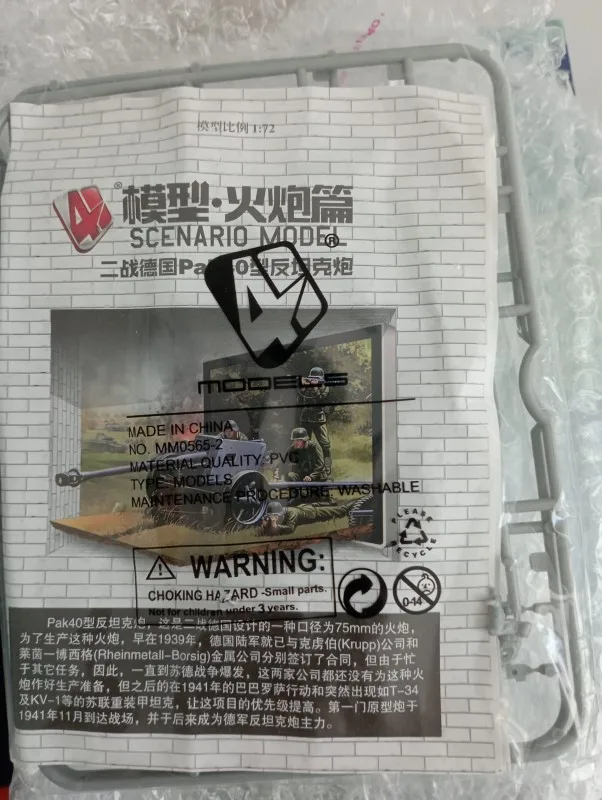 模型比例 1:72
4D
®
模型·火炮篇
SCENARIO MODEL®
二战德国Pak40型反坦克炮
4D
MODELS
MADE IN CHINA
NO. MM0565-2
MATERIAL QUALITY: PVC
TYPE: MODELS
MAINTENANCE PROCEDURE: WASHABLE
PLEASE RECYCLE
WARNING:
CHOKING HAZARD -Small parts.
Not for children under 3 years.
0-14
Pak40型反坦克炮，这是二战德国设计的一种口径为75mm的火炮，
为了生产这种火炮，早在1939年，德国陆军就已与克虏伯(Krupp)公司和
莱茵一博西格(Rheinmetall–Borsig)金属公司分别签订了合同，但由于忙
于其它任务，因此，一直到苏德战争爆发，这两家公司都还没有为这种火
炮作好生产准备，但之后的在1941年的巴巴罗萨行动和突然出现如T-34
及KV-1等的苏联重装甲坦克，让这项目的优先级提高。第一门原型炮于
1941年11月到达战场，并于后来成为德军反坦克炮主力。